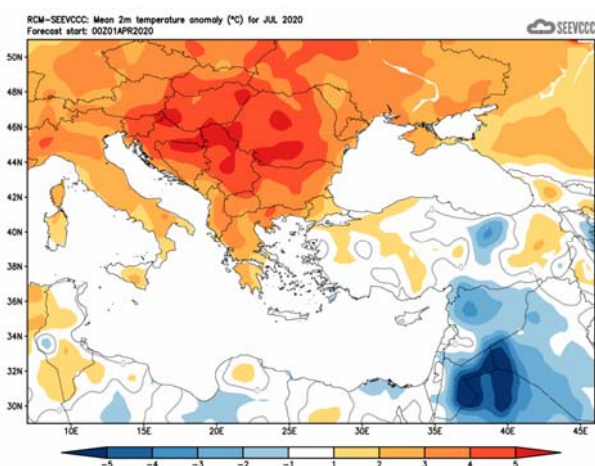 RCM-SEEVCCC: Mean 2m temperature anomaly (°C) for JUL 2020
Forecast start: 00Z01APR2020
SEEVCCC
50N
48N
46N
44N
42N
40N
38N
36N
34N
32N
30N
10E 15E 20E 25E 30E 35E 40E 45E
-5 -4 -3 -2 -1 1 2 3 4 5